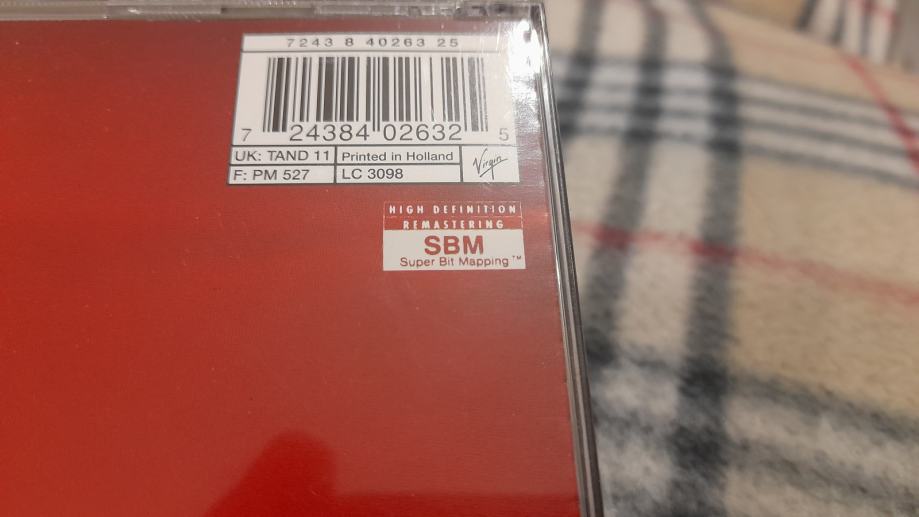 7243 8 40263 25
7 24384 02632 5
UK: TAND 11
Printed in Holland
Virgin
F: PM 527
LC 3098
HIGH DEFINITION
REMASTERING
SBM
Super Bit Mapping™